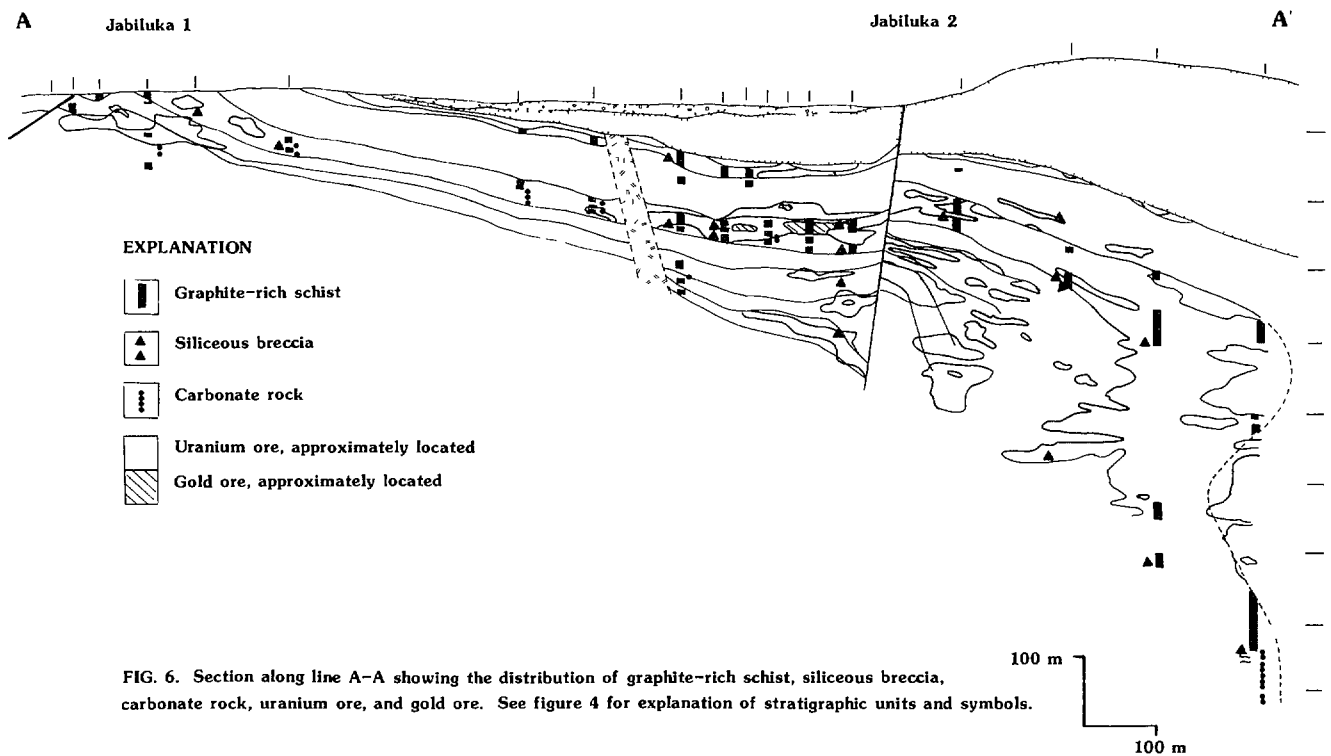 A Jabiluka 1 Jabiluka 2 A'
EXPLANATION
Graphite-rich schist
Siliceous breccia
Carbonate rock
Uranium ore, approximately located
Gold ore, approximately located
100 m
100 m
FIG. 6. Section along line A-A showing the distribution of graphite-rich schist, siliceous breccia,
carbonate rock, uranium ore, and gold ore. See figure 4 for explanation of stratigraphic units and symbols.